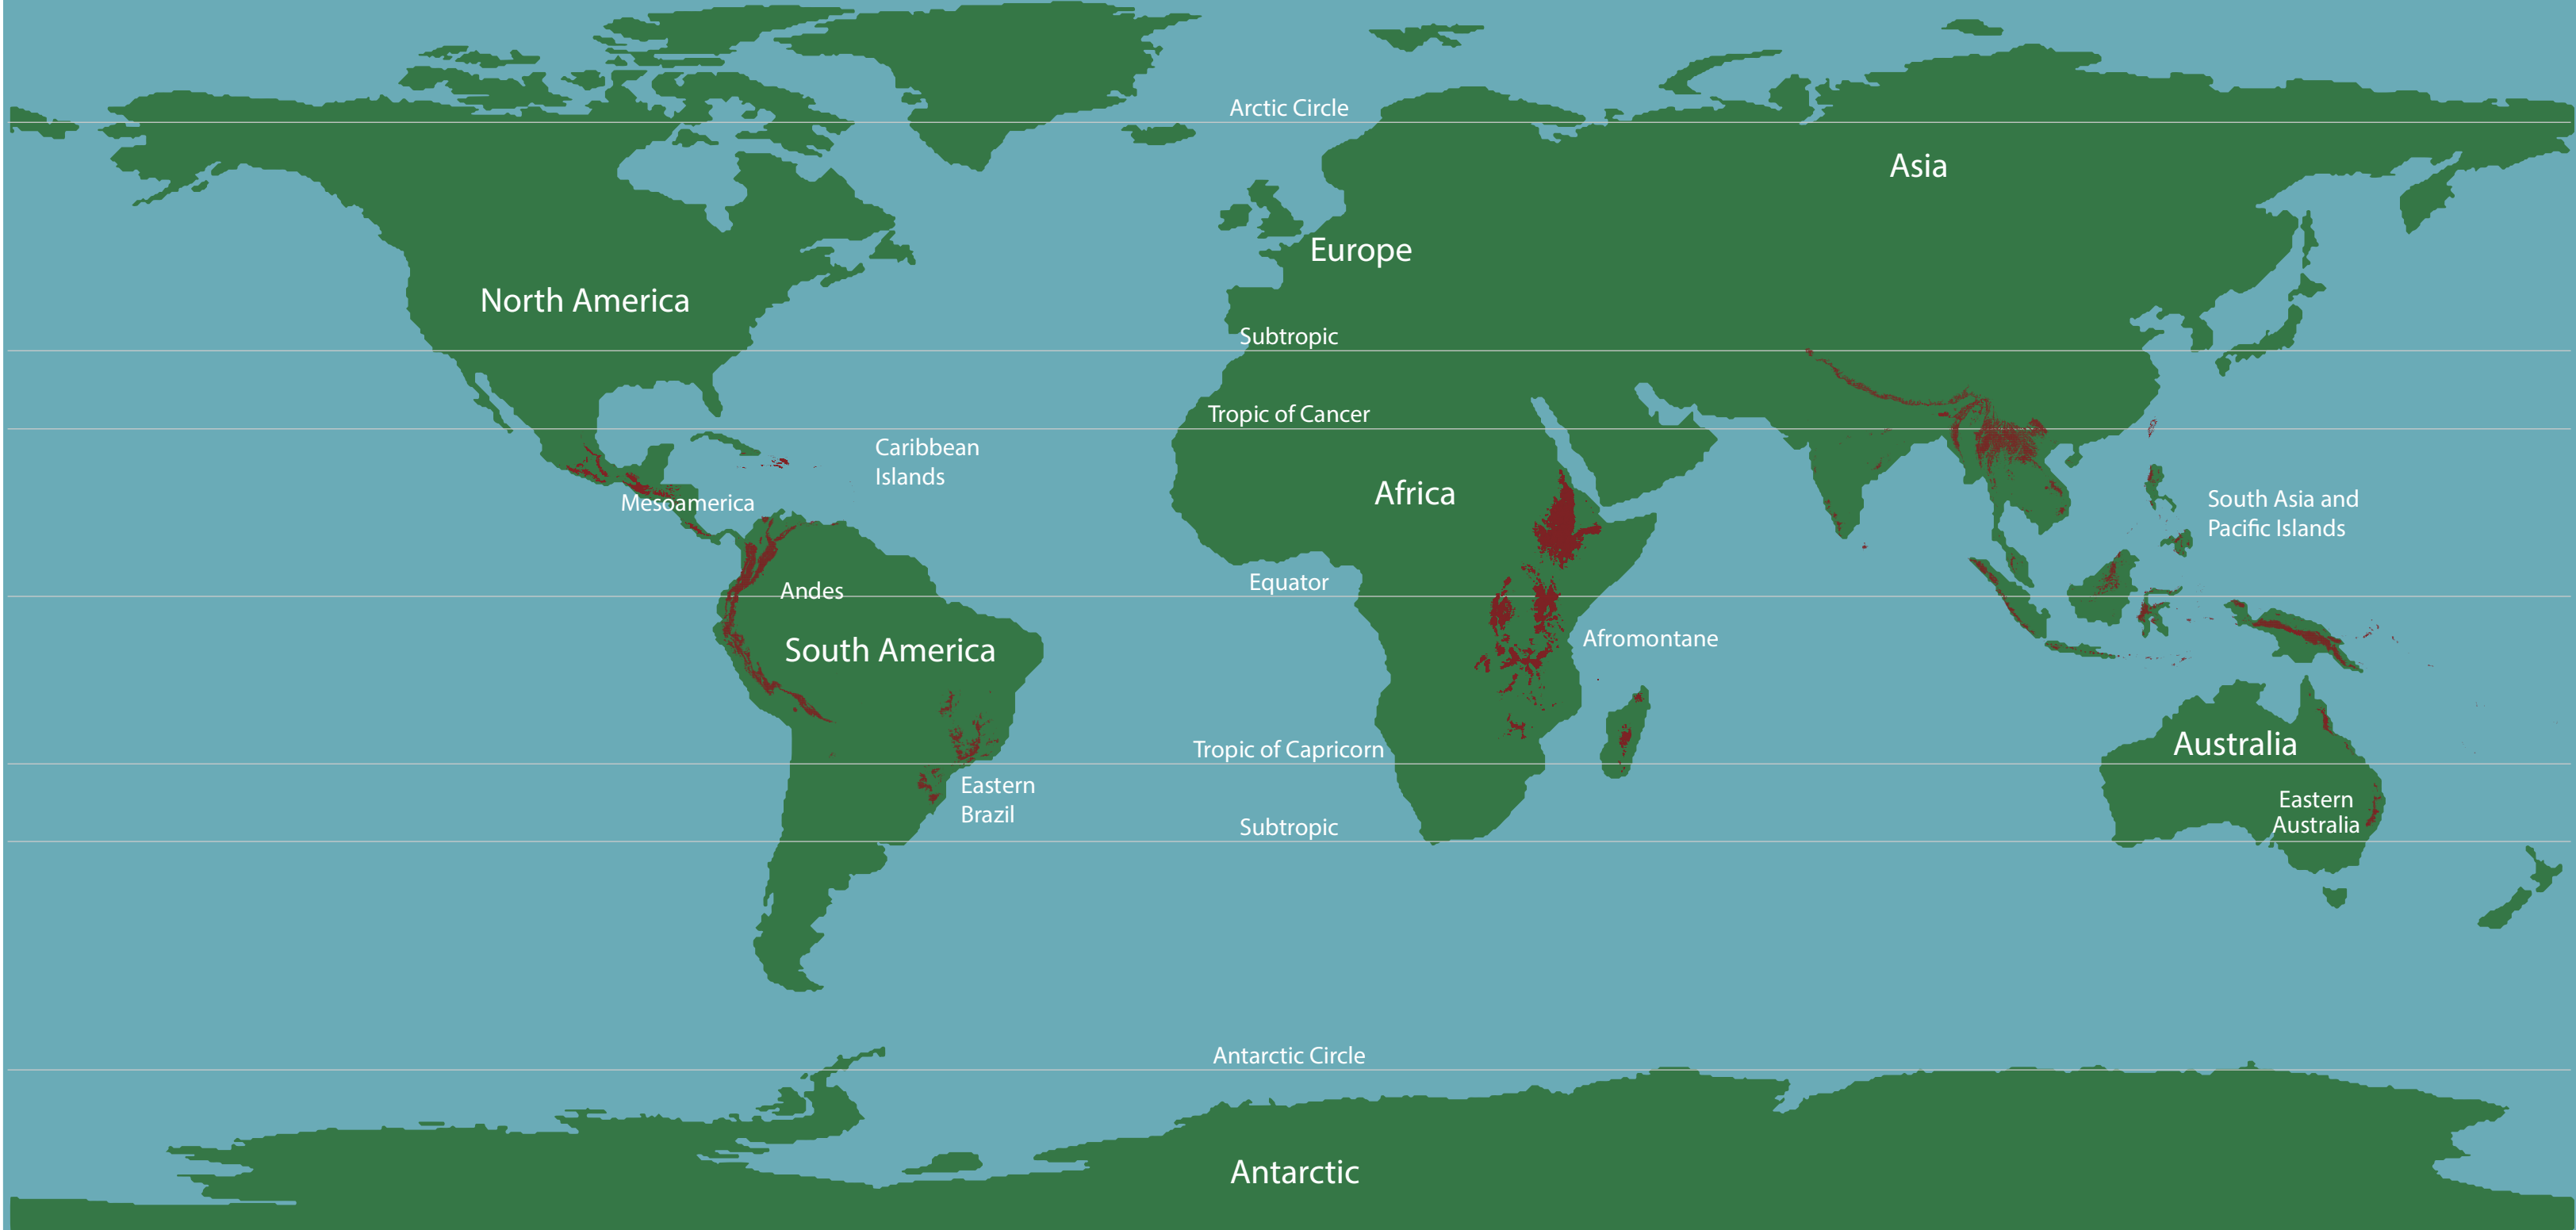 Arctic Circle
Asia
Europe
North America
Subtropic
Tropic of Cancer
Caribbean
Islands
Africa
Mesoamerica
South Asia and
Pacific Islands
Equator
Andes
Afromontane
South America
Tropic of Capricorn
Australia
Eastern
Brazil
Eastern
Australia
Subtropic
Antarctic Circle
Antarctic